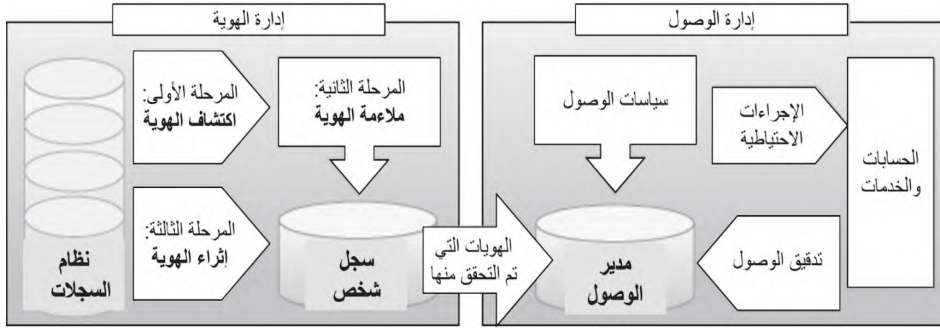 إدارة الهوية
المرحلة الأولى:
اكتشاف الهوية
المرحلة الثانية:
ملاءمة الهوية
المرحلة الثالثة:
إثراء الهوية
نظام
السجلات
سجل
شخص
الهويات التي
تم التحقق منها
إدارة الوصول
سياسات الوصول
الإجراءات
الاحتياطية
الحسابات
والخدمات
مدير
الوصول
تدقيق الوصول